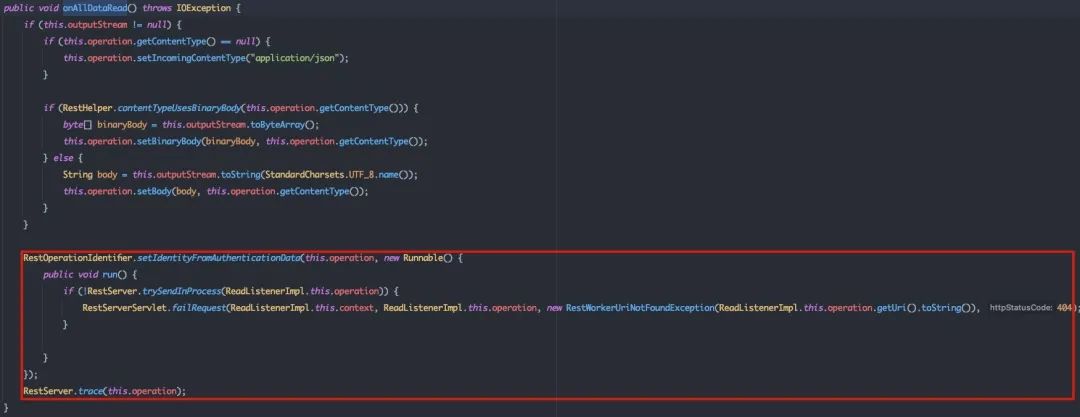 public void onAllDataRead() throws IOException {
if (this.outputStream != null) {
if (this.operation.getContentType() == null) {
this.operation.setIncomingContentType("application/json");
}
if (RestHelper.contentTypeUsesBinaryBody(this.operation.getContentType())) {
byte[] binaryBody = this.outputStream.toByteArray();
this.operation.setBinaryBody(binaryBody, this.operation.getContentType());
} else {
String body = this.outputStream.toString(StandardCharsets.UTF_8.name());
this.operation.setBody(body, this.operation.getContentType());
}
}
RestOperationIdentifier.setIdentityFromAuthenticationData(this.operation, new Runnable() {
public void run() {
if (!RestServer.trySendInProcess(ReadListenerImpl.this.operation)) {
RestServerServlet.failRequest(ReadListenerImpl.this.context, ReadListenerImpl.this.operation, new RestWorkerUriNotFoundException(ReadListenerImpl.this.operation.getUri().toString()), httpStatusCode: 404);
}
}
});
RestServer.trace(this.operation);
}